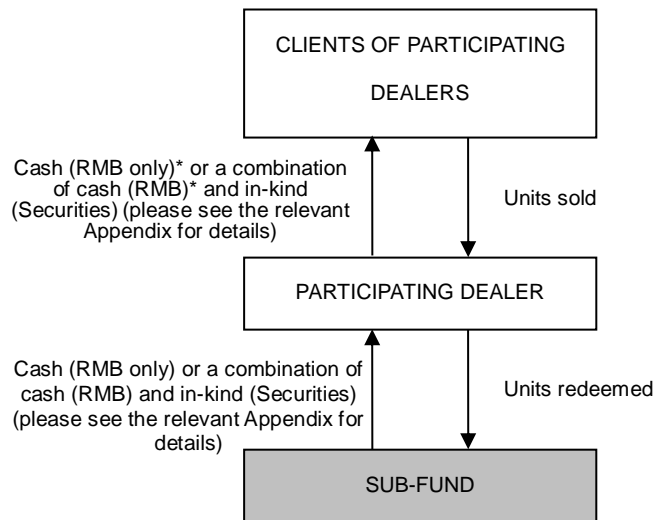 CLIENTS OF PARTICIPATING
DEALERS
Cash (RMB only)* or a combination
of cash (RMB)* and in-kind
(Securities) (please see the relevant
Appendix for details)
Units sold
PARTICIPATING DEALER
Cash (RMB only) or a combination of
cash (RMB) and in-kind (Securities)
(please see the relevant Appendix for
details)
Units redeemed
SUB-FUND